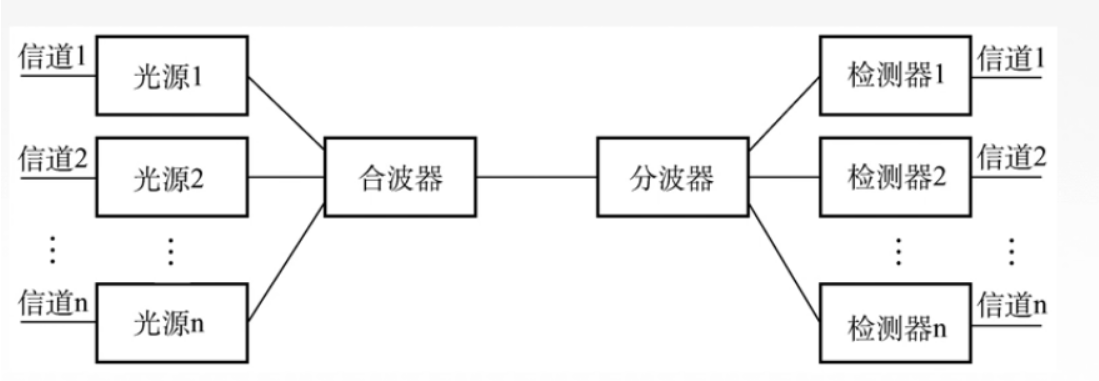 信道1
光源1
检测器1
信道1
信道2
光源2
合波器
分波器
检测器2
信道2
⋮
⋮
⋮
⋮
信道n
光源n
检测器n
信道n